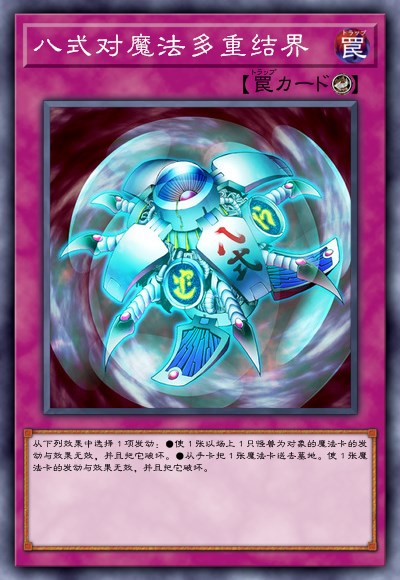 八式对魔法多重结界
トラップ
罠
トラップ
【罠カード】
八式
从下列效果中选择1项发动：●使1张以场上1只怪兽为对象的魔法卡的发
动与效果无效，并且把它破坏。●从手卡把1张魔法卡送去墓地。使1张魔
法卡的发动与效果无效，并且把它破坏。